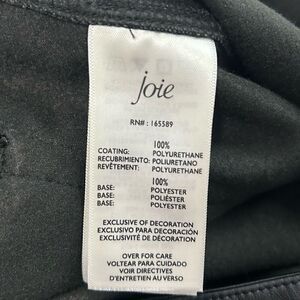 joie
RN#: 165589
100%
COATING: POLYURETHANE
RECUBRIMIENTO: POLIURETANO
REVÊTEMENT: POLYURETHANE
100%
BASE: POLYESTER
BASE: POLIÉSTER
BASE: POLYESTER
EXCLUSIVE OF DECORATION
EXCLUSIVO PARA DECORACIÓN
EXCLUSIVITÉ DE DÉCORATION
OVER FOR CARE
VOLTEAR PARA CUIDADO
VOIR DIRECTIVES
D'ENTRETIEN AU VERSO